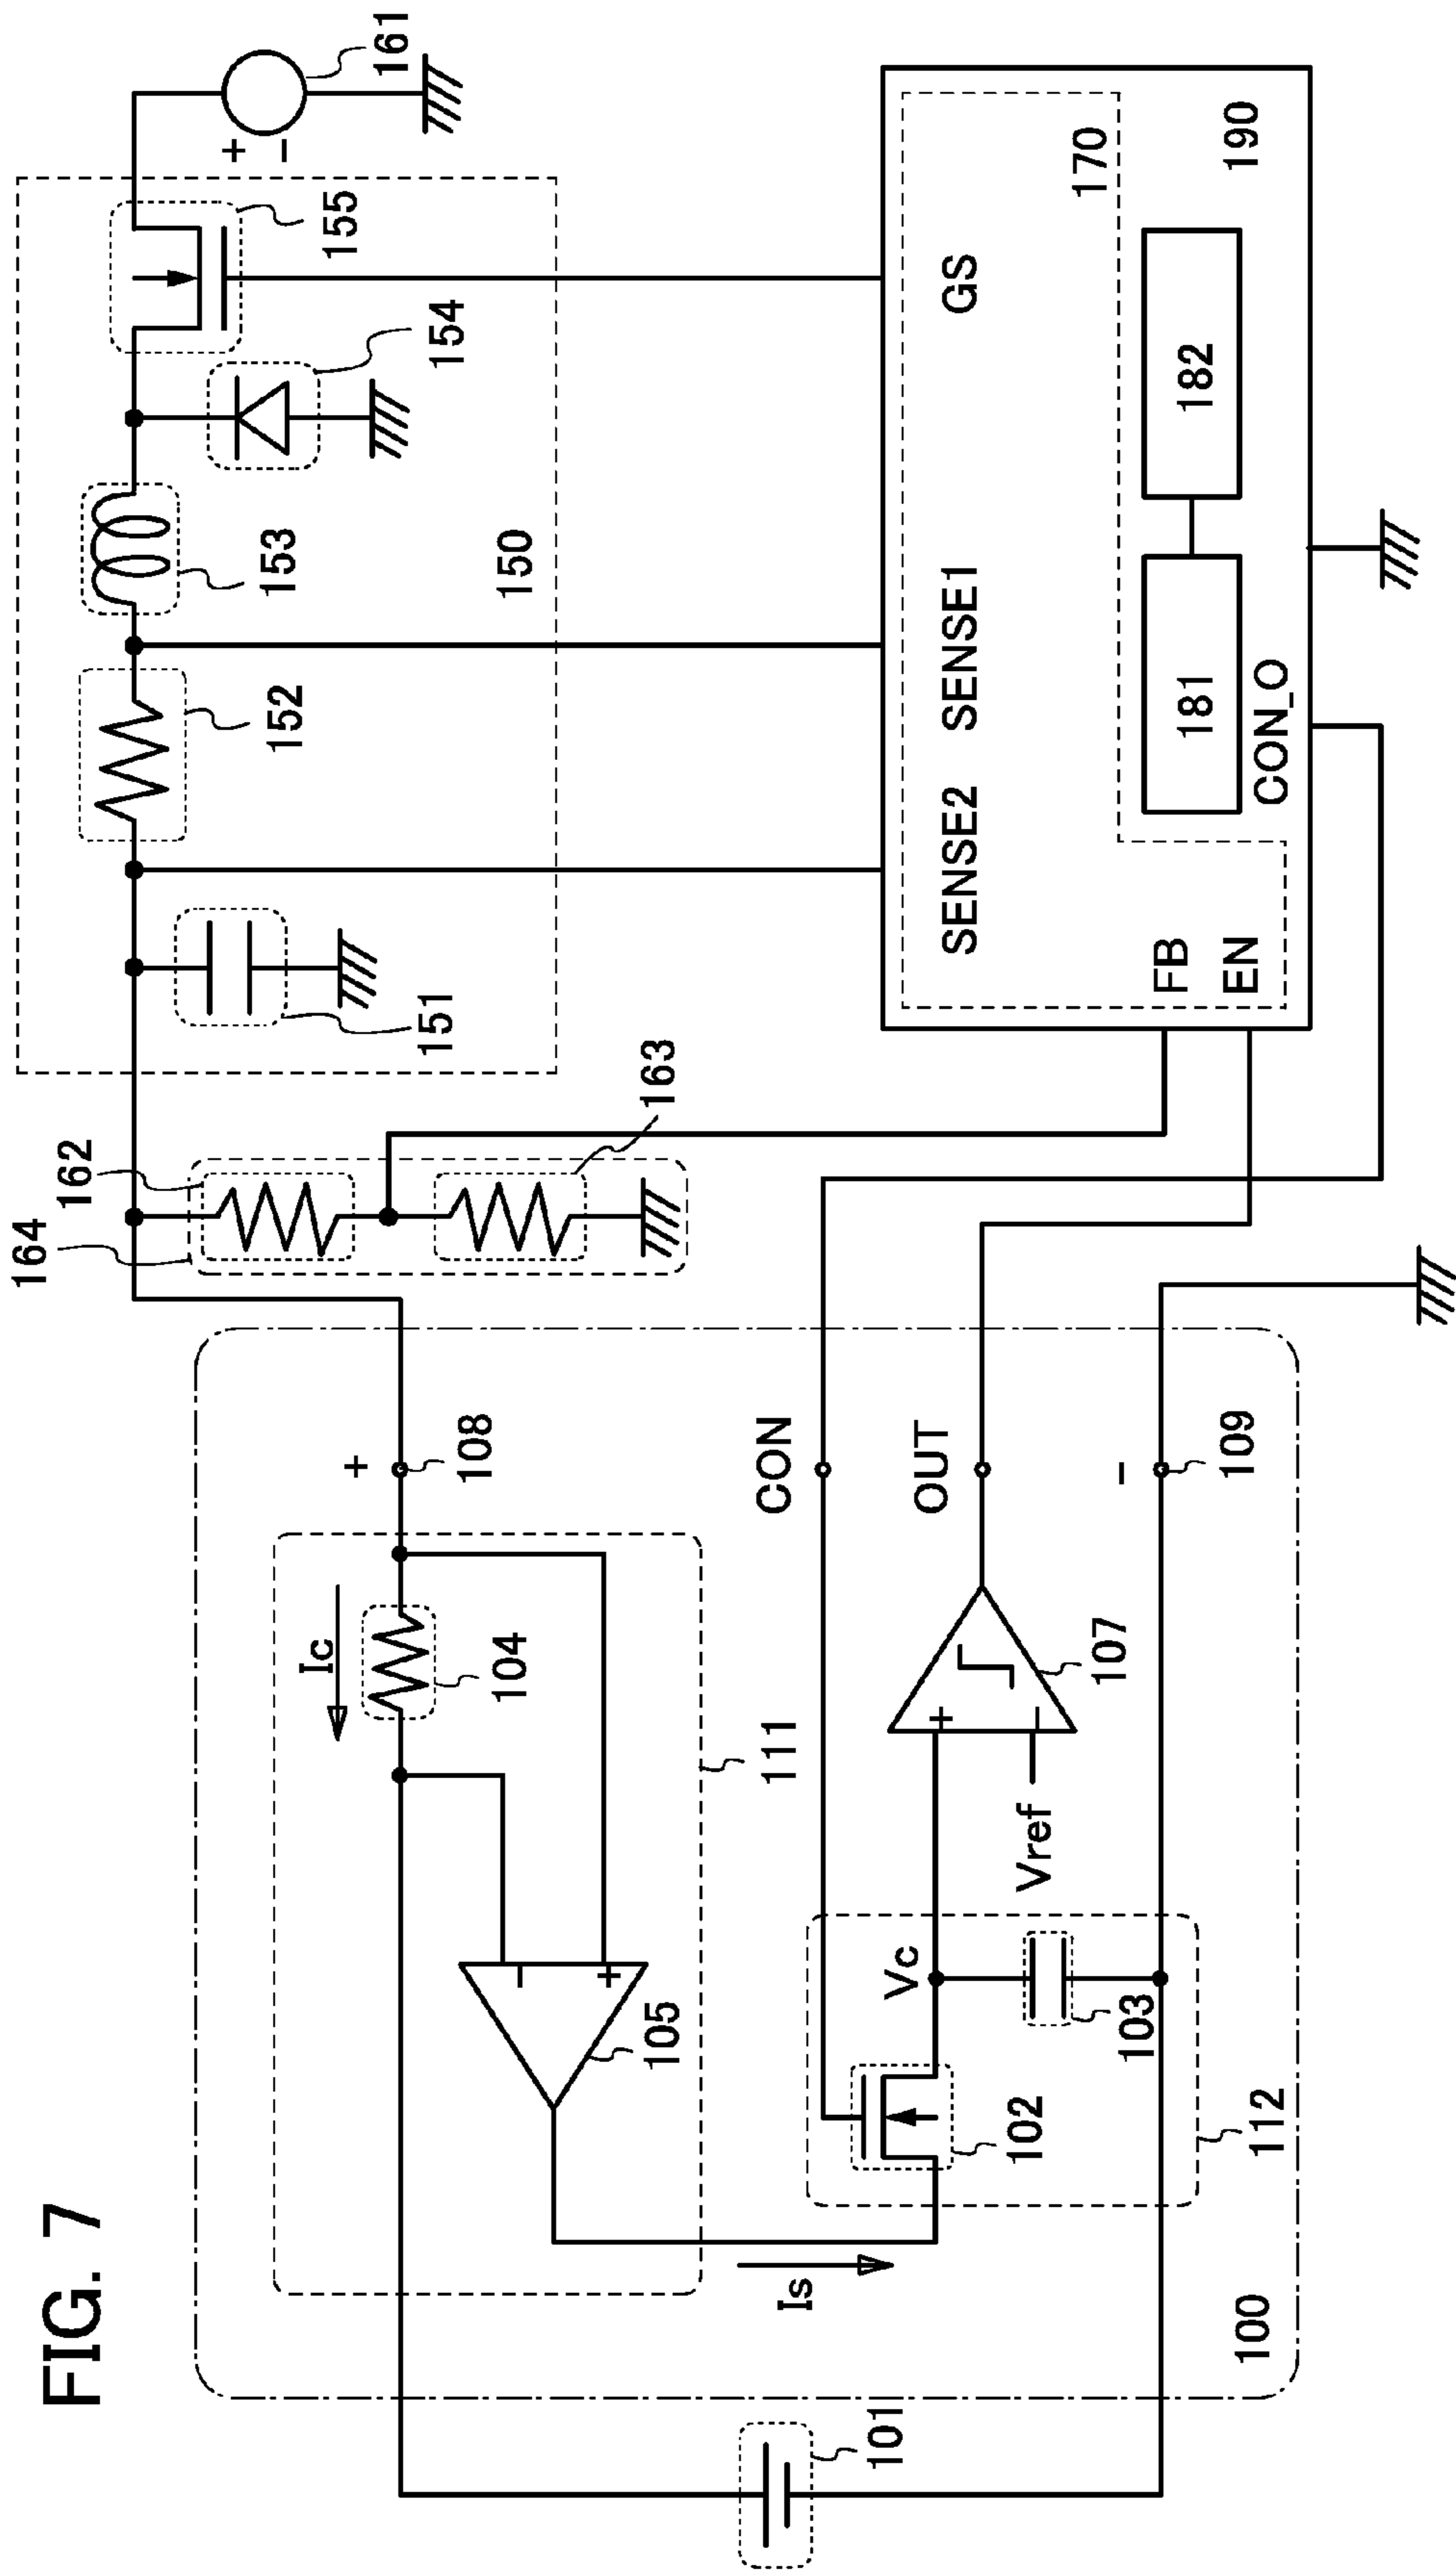 FIG. 7
100
101
Ic
104
+
108
−
+
105
111
Is
102
112
Vc
103
Vref
+
−
107
CON
OUT
−
109
164
162
163
151
152
153
154
155
150
+
−
161
SENSE2
SENSE1
GS
FB
EN
170
181
182
CON_O
190